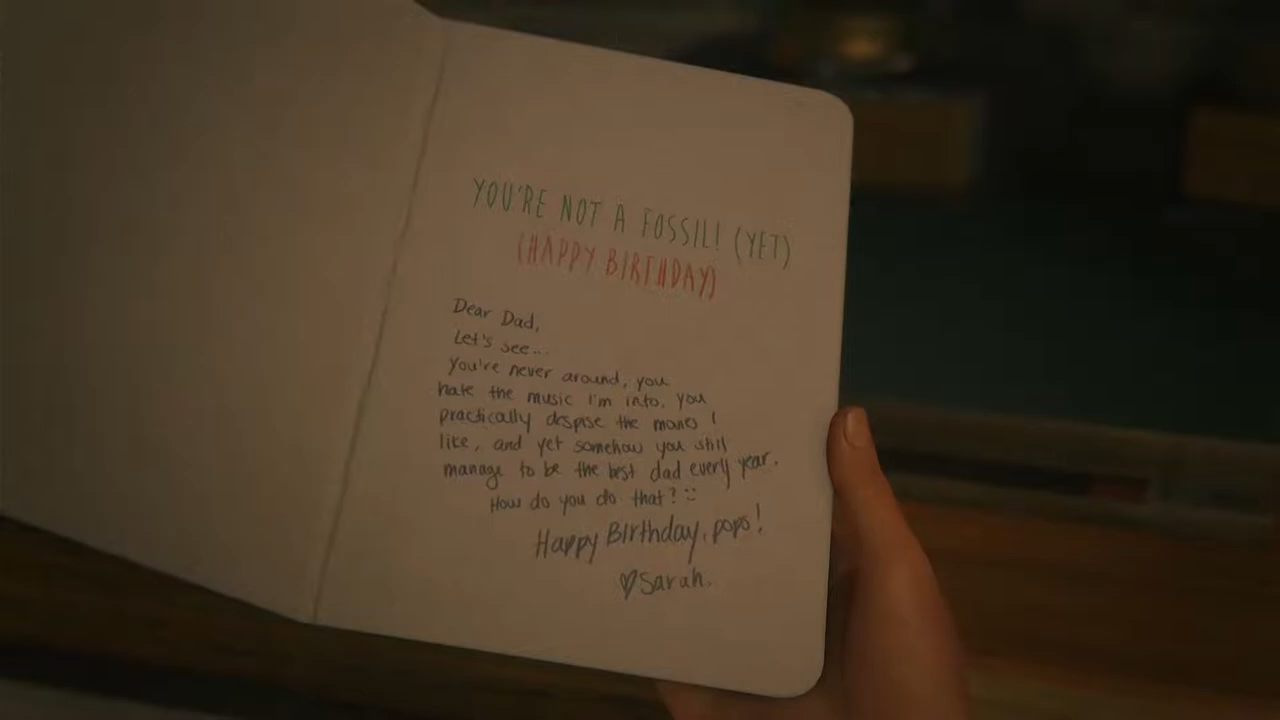 YOU'RE NOT A FOSSIL! (YET)
(HAPPY BIRTHDAY)
Dear Dad,
Let's see...
You're never around, you
hate the music I'm into, you
practically despise the movies I
like, and yet somehow you still
manage to be the best dad every year.
How do you do that? :)
Happy Birthday, pops!
♡Sarah.